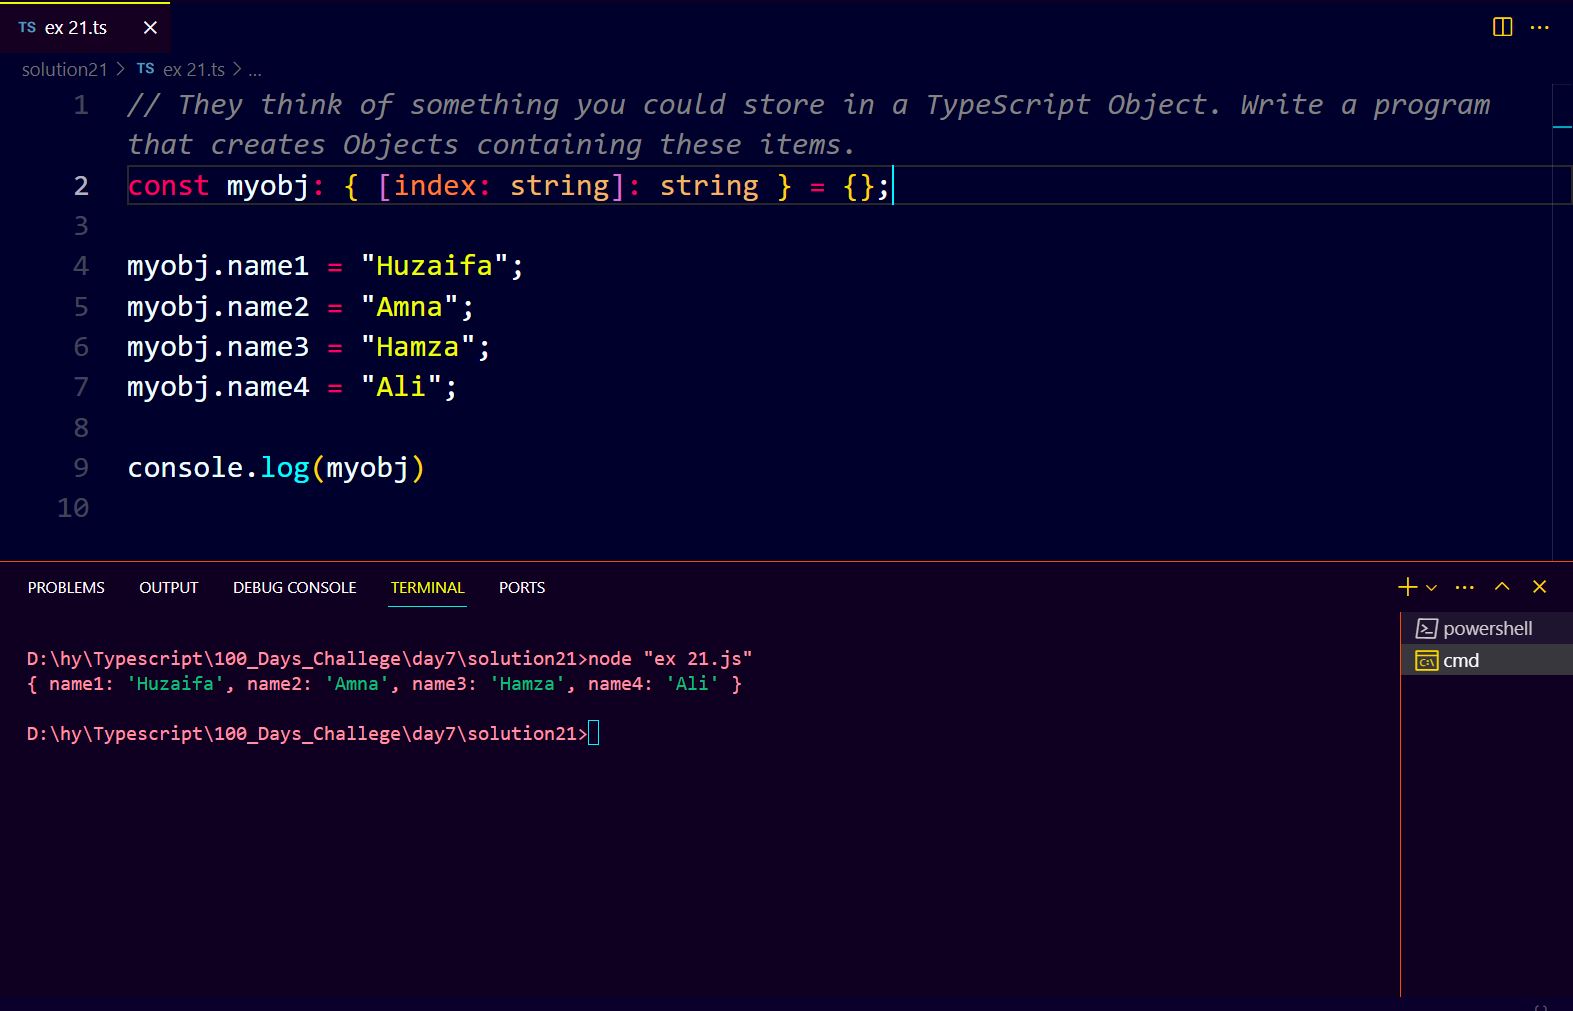 TS ex 21.ts
solution21 > TS ex 21.ts > ...
1 // They think of something you could store in a TypeScript Object. Write a program
that creates Objects containing these items.
2 const myobj: { [index: string]: string } = {};
3
4 myobj.name1 = "Huzaifa";
5 myobj.name2 = "Amna";
6 myobj.name3 = "Hamza";
7 myobj.name4 = "Ali";
8
9 console.log(myobj)
10
PROBLEMS OUTPUT DEBUG CONSOLE TERMINAL PORTS
powershell
D:\hy\Typescript\100_Days_Challege\day7\solution21>node "ex 21.js"
cmd
{ name1: 'Huzaifa', name2: 'Amna', name3: 'Hamza', name4: 'Ali' }
D:\hy\Typescript\100_Days_Challege\day7\solution21>